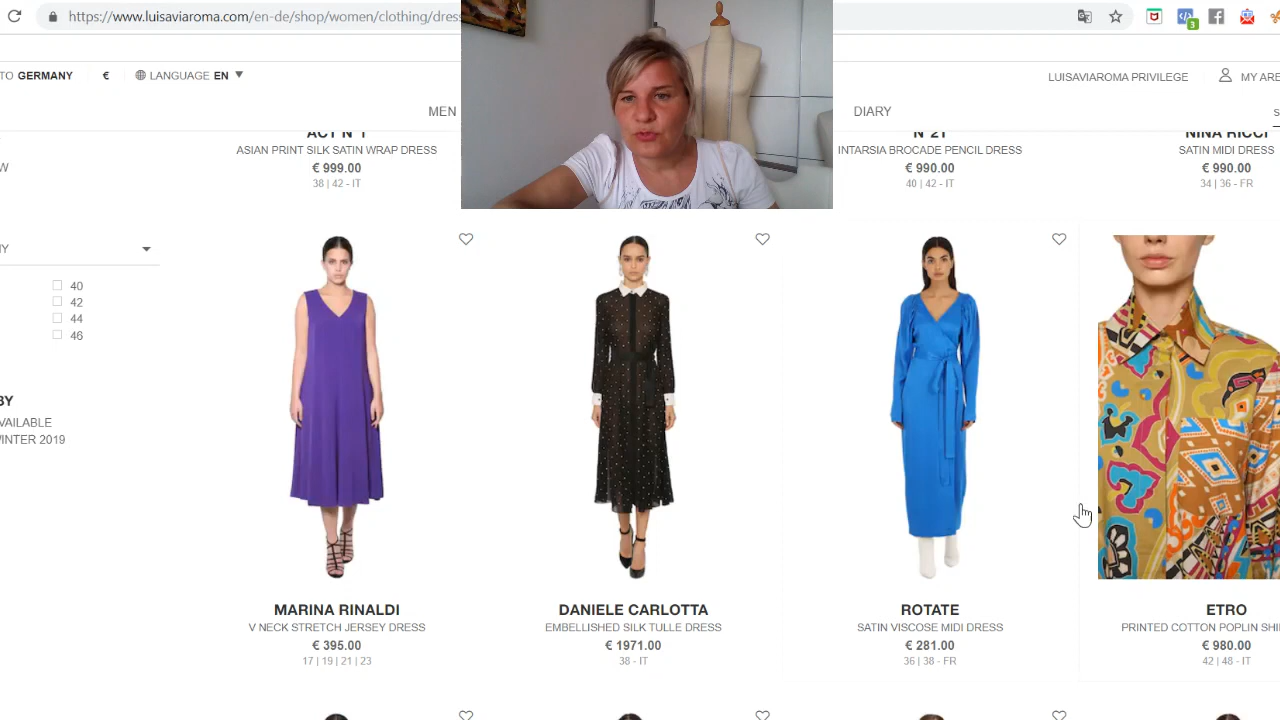 https://www.luisaviaroma.com/en-de/shop/women/clothing/dress
3
TO GERMANY € LANGUAGE EN
LUISAVIAROMA PRIVILEGE MY ARE
MEN DIARY S
ACT N°1
ASIAN PRINT SILK SATIN WRAP DRESS
€ 999.00
38 | 42 - IT
N°21
INTARSIA BROCADE PENCIL DRESS
€ 990.00
40 | 42 - IT
NINA RICCI
SATIN MIDI DRESS
€ 990.00
34 | 36 - FR
W
NY
40
42
44
46
BY
VAILABLE
INTER 2019
MARINA RINALDI
V NECK STRETCH JERSEY DRESS
€ 395.00
17 | 19 | 21 | 23
DANIELE CARLOTTA
EMBELLISHED SILK TULLE DRESS
€ 1971.00
38 - IT
ROTATE
SATIN VISCOSE MIDI DRESS
€ 281.00
36 | 38 - FR
ETRO
PRINTED COTTON POPLIN SHI
€ 980.00
42 | 48 - IT